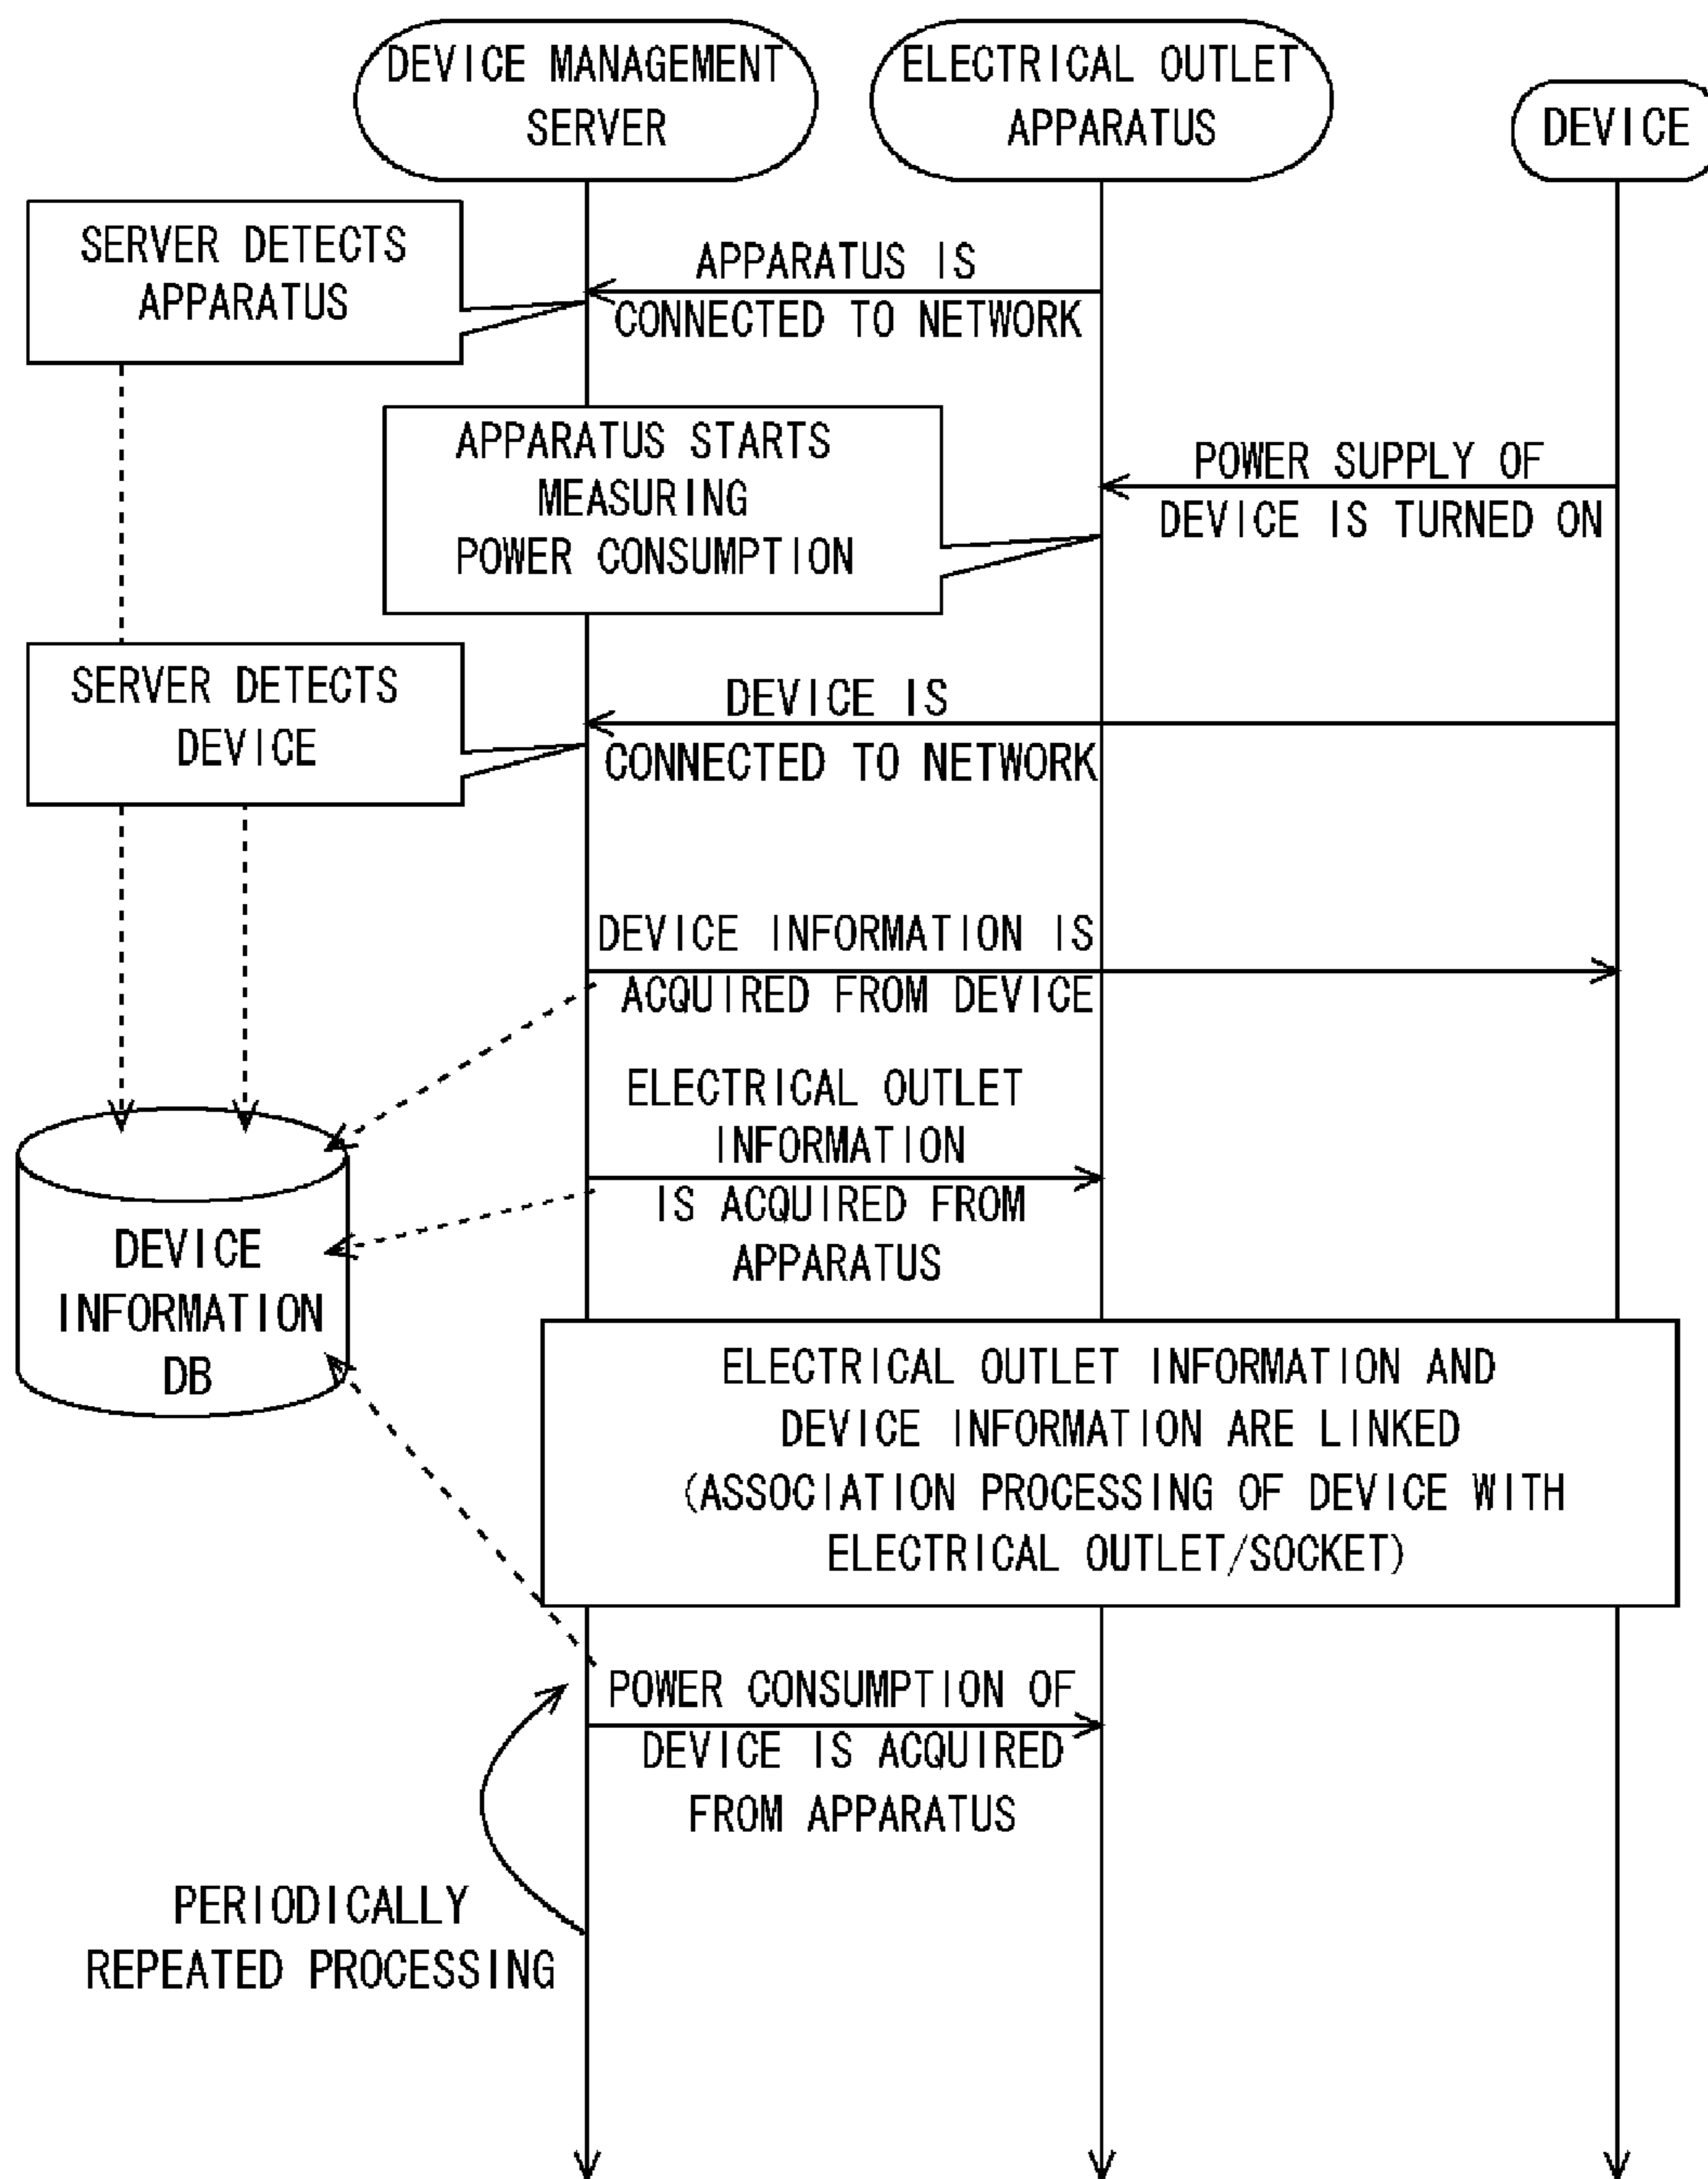 DEVICE MANAGEMENT
SERVER
ELECTRICAL OUTLET
APPARATUS
DEVICE
SERVER DETECTS
APPARATUS
APPARATUS IS
CONNECTED TO NETWORK
APPARATUS STARTS
MEASURING
POWER CONSUMPTION
POWER SUPPLY OF
DEVICE IS TURNED ON
SERVER DETECTS
DEVICE
DEVICE IS
CONNECTED TO NETWORK
DEVICE INFORMATION IS
ACQUIRED FROM DEVICE
ELECTRICAL OUTLET
INFORMATION
IS ACQUIRED FROM
APPARATUS
DEVICE
INFORMATION
DB
ELECTRICAL OUTLET INFORMATION AND
DEVICE INFORMATION ARE LINKED
(ASSOCIATION PROCESSING OF DEVICE WITH
ELECTRICAL OUTLET/SOCKET)
POWER CONSUMPTION OF
DEVICE IS ACQUIRED
FROM APPARATUS
PERIODICALLY
REPEATED PROCESSING